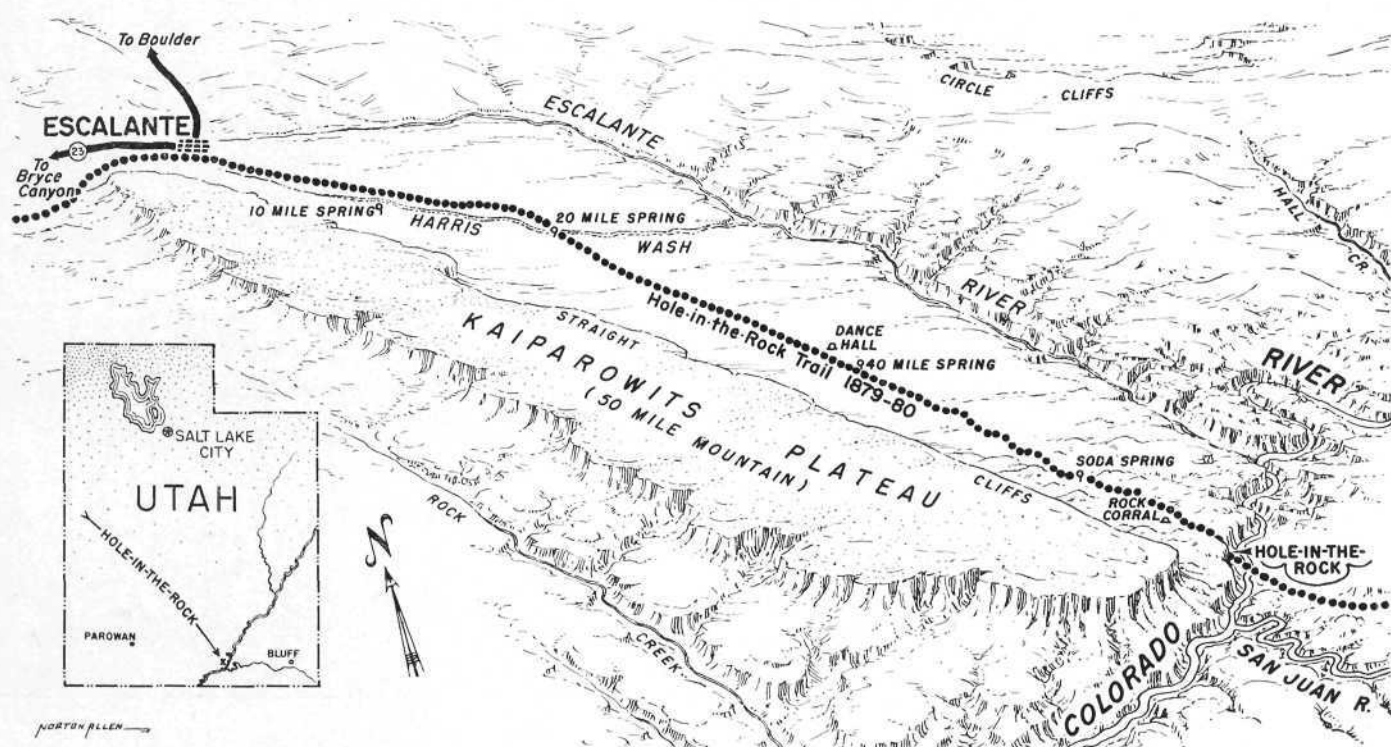 To Boulder
ESCALANTE
23
To
Bryce
Canyon
CIRCLE CLIFFS
ESCALANTE
RIVER
HALL CR.
10 MILE SPRING
HARRIS
WASH
20 MILE SPRING
Hole-in-the-Rock Trail 1879-80
DANCE
HALL
40 MILE SPRING
STRAIGHT
CLIFFS
KAIPAROWITS
PLATEAU
(50 MILE MOUNTAIN)
RIVER
SODA SPRING
ROCK
CORRAL
HOLE-IN-THE-
ROCK
ROCK
CREEK
N
COLORADO
SAN JUAN R.
SALT LAKE
CITY
UTAH
HOLE-IN-THE-ROCK
PAROWAN
BLUFF
NORTON ALLEN